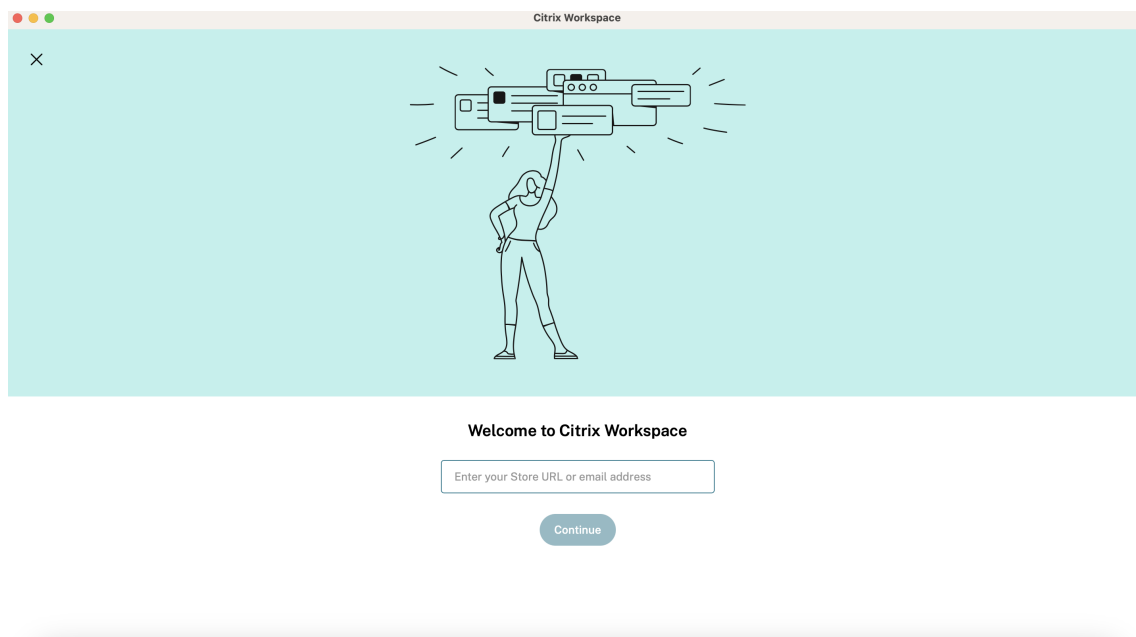 Citrix Workspace
Welcome to Citrix Workspace
Enter your Store URL or email address
Continue